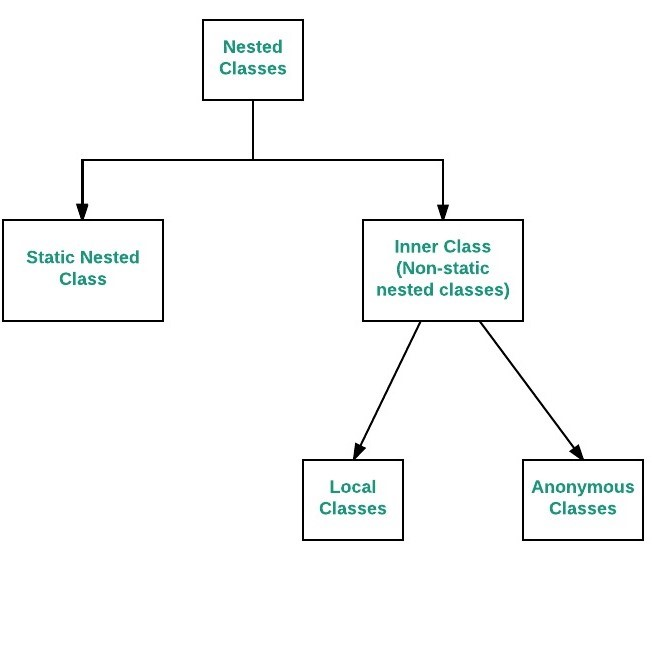 Nested
Classes
Static Nested
Class
Inner Class
(Non-static
nested classes)
Local
Classes
Anonymous
Classes